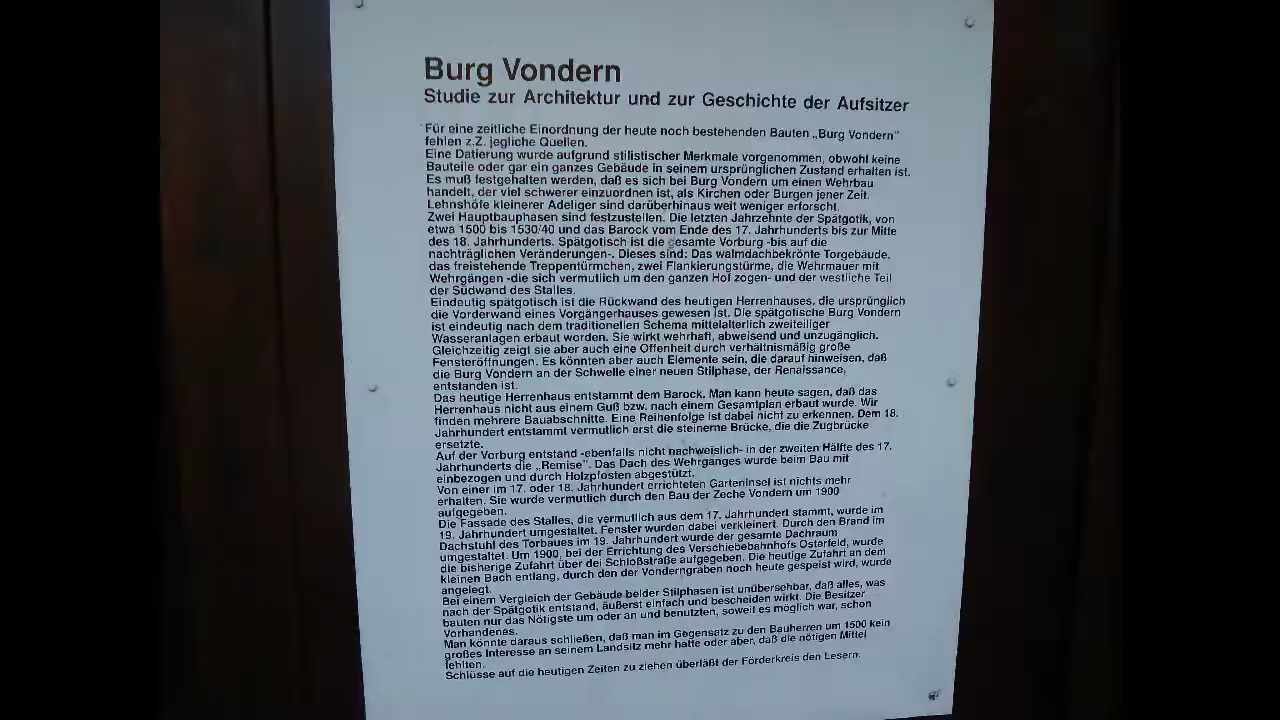 Burg Vondern
Studie zur Architektur und zur Geschichte der Aufsitzer
Für eine zeitliche Einordnung der heute noch bestehenden Bauten „Burg Vondern"
fehlen z.Z. jegliche Quellen.
Eine Datierung wurde aufgrund stilistischer Merkmale vorgenommen, obwohl keine
Bauteile oder gar ein ganzes Gebäude in seinem ursprünglichen Zustand erhalten ist.
Es muß festgehalten werden, daß es sich bei Burg Vondern um einen Wehrbau
handelt, der viel schwerer einzuordnen ist, als Kirchen oder Burgen jener Zeit.
Lehnshöfe kleinerer Adeliger sind darüberhinaus weit weniger erforscht.
Zwei Hauptbauphasen sind festzustellen. Die letzten Jahrzehnte der Spätgotik, von
etwa 1500 bis 1530/40 und das Barock vom Ende des 17. Jahrhunderts bis zur Mitte
des 18. Jahrhunderts. Spätgotisch ist die gesamte Vorburg -bis auf die
nachträglichen Veränderungen-. Dieses sind: Das walmdachbekrönte Torgebäude,
das freistehende Treppentürmchen, zwei Flankierungstürme, die Wehrmauer mit
Wehrgängen -die sich vermutlich um den ganzen Hof zogen- und der westliche Teil
der Südwand des Stalles.
Eindeutig spätgotisch ist die Rückwand des heutigen Herrenhauses, die ursprünglich
die Vorderwand eines Vorgängerhauses gewesen ist. Die spätgotische Burg Vondern
ist eindeutig nach dem traditionellen Schema mittelalterlich zweiteiliger
Wasseranlagen erbaut worden. Sie wirkt wehrhaft, abweisend und unzugänglich.
Gleichzeitig zeigt sie aber auch eine Offenheit durch verhältnismäßig große
Fensteröffnungen. Es könnten aber auch Elemente sein, die darauf hinweisen, daß
die Burg Vondern an der Schwelle einer neuen Stilphase, der Renaissance,
entstanden ist.
Das heutige Herrenhaus entstammt dem Barock. Man kann heute sagen, daß das
Herrenhaus nicht aus einem Guß bzw. nach einem Gesamtplan erbaut wurde. Wir
finden mehrere Bauabschnitte. Eine Reihenfolge ist dabei nicht zu erkennen. Dem 18.
Jahrhundert entstammt vermutlich erst die steinerne Brücke, die die Zugbrücke
ersetzte.
Auf der Vorburg entstand -ebenfalls nicht nachweislich- in der zweiten Hälfte des 17.
Jahrhunderts die „Remise". Das Dach des Wehrganges wurde beim Bau mit
einbezogen und durch Holzpfosten abgestützt.
Von einer im 17. oder 18. Jahrhundert errichteten Garteninsel ist nichts mehr
erhalten. Sie wurde vermutlich durch den Bau der Zeche Vondern um 1900
aufgegeben.
Die Fassade des Stalles, die vermutlich aus dem 17. Jahrhundert stammt, wurde im
19. Jahrhundert umgestaltet. Fenster wurden dabei verkleinert. Durch den Brand im
Dachstuhl des Torbaues im 19. Jahrhundert wurde der gesamte Dachraum
umgestaltet. Um 1900, bei der Errichtung des Verschiebebahnhofs Osterfeld, wurde
die bisherige Zufahrt über dei Schloßstraße aufgegeben. Die heutige Zufahrt an dem
kleinen Bach entlang, durch den der Vonderngraben noch heute gespeist wird, wurde
angelegt.
Bei einem Vergleich der Gebäude beider Stilphasen ist unübersehbar, daß alles, was
nach der Spätgotik entstand, äußerst einfach und bescheiden wirkt. Die Besitzer
bauten nur das Nötigste um oder an und benutzten, soweit es möglich war, schon
Vorhandenes.
Man könnte daraus schließen, daß man im Gegensatz zu den Bauherren um 1500 kein
großes Interesse an seinem Landsitz mehr hatte oder aber, daß die nötigen Mittel
fehlten.
Schlüsse auf die heutigen Zeiten zu ziehen überläßt der Förderkreis den Lesern.